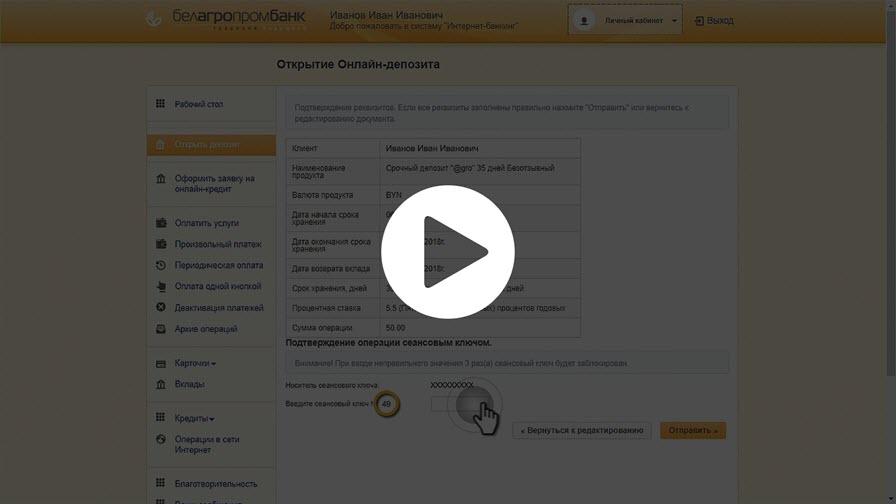 белагропромбанк
Иванов Иван Иванович
Добро пожаловать в систему "Интернет-банкинг"
Личный кабинет
Выход
Открытие Онлайн-депозита
Рабочий стол
Открыть депозит
Оформить заявку на
онлайн-кредит
Оплатить услуги
Произвольный платеж
Периодическая оплата
Оплата одной кнопкой
Деактивация платежей
Архив операций
Карточки
Вклады
Кредиты
Операции в сети
Интернет
Благотворительность
Подтверждение реквизитов. Если все реквизиты заполнены правильно нажмите "Отправить" или вернитесь к
редактированию документа.
Клиент Иванов Иван Иванович
Наименование
продукта
Срочный депозит "@gro" 35 дней Безотзывный
Валюта продукта BYN
Дата начала срока
хранения
Дата окончания срока
хранения
2018г.
Дата возврата вклада 2018г.
Срок хранения, дней дней
Процентная ставка 5.5 процентов годовых
Сумма операции 50.00
Подтверждение операции сеансовым ключом.
Внимание! При вводе неправильного значения 3 раз(а) сеансовый ключ будет заблокирован.
Носитель сеансового ключа XXXXXXXXX
Введите сеансовый ключ 49
« Вернуться к редактированию
Отправить »